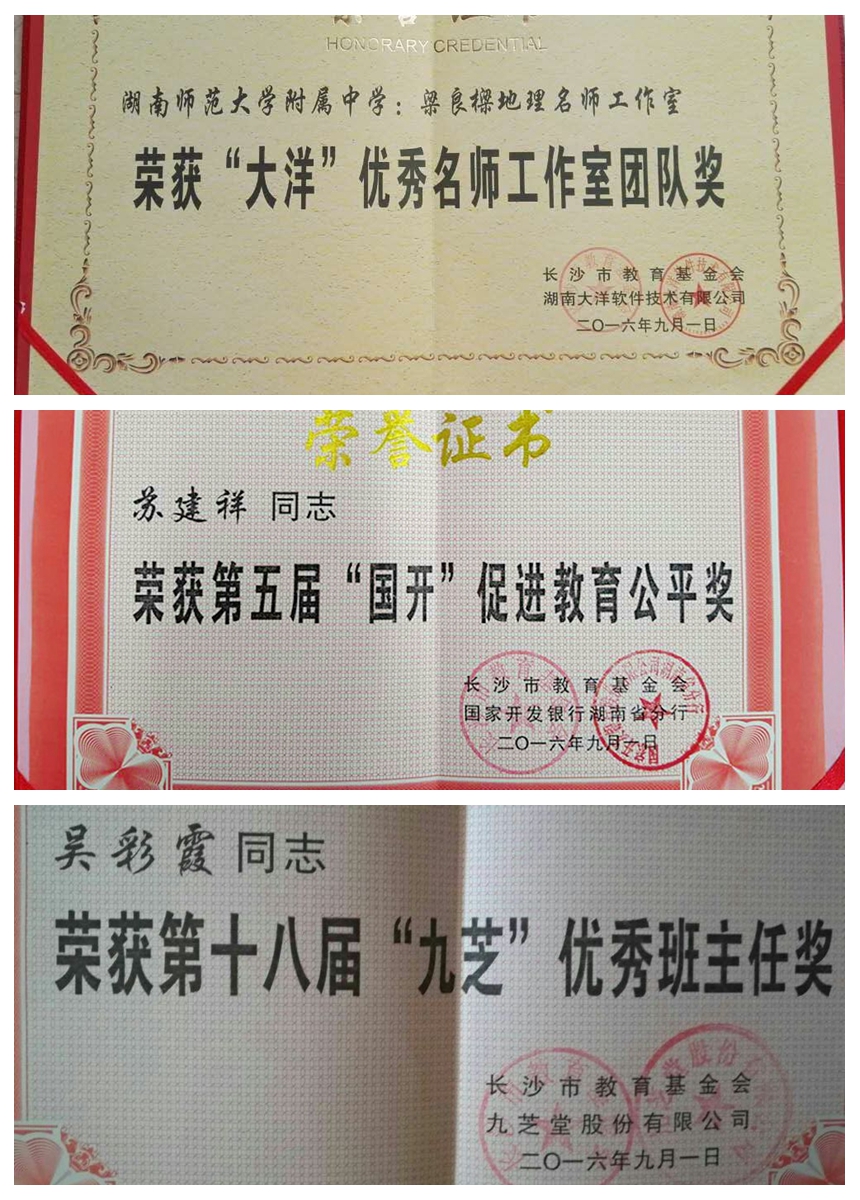 HONORARY CREDENTIAL
湖南师范大学附属中学：梁良樑地理名师工作室
荣获“大洋”优秀名师工作室团队奖
长沙市教育基金会
湖南大洋软件技术有限公司
二〇一六年九月一日
荣誉证书
苏建祥 同志
荣获第五届“国开”促进教育公平奖
长沙市教育基金会
国家开发银行湖南省分行
二〇一六年九月一日
吴彩霞 同志
荣获第十八届“九芝”优秀班主任奖
长沙市教育基金会
九芝堂股份有限公司
二〇一六年九月一日